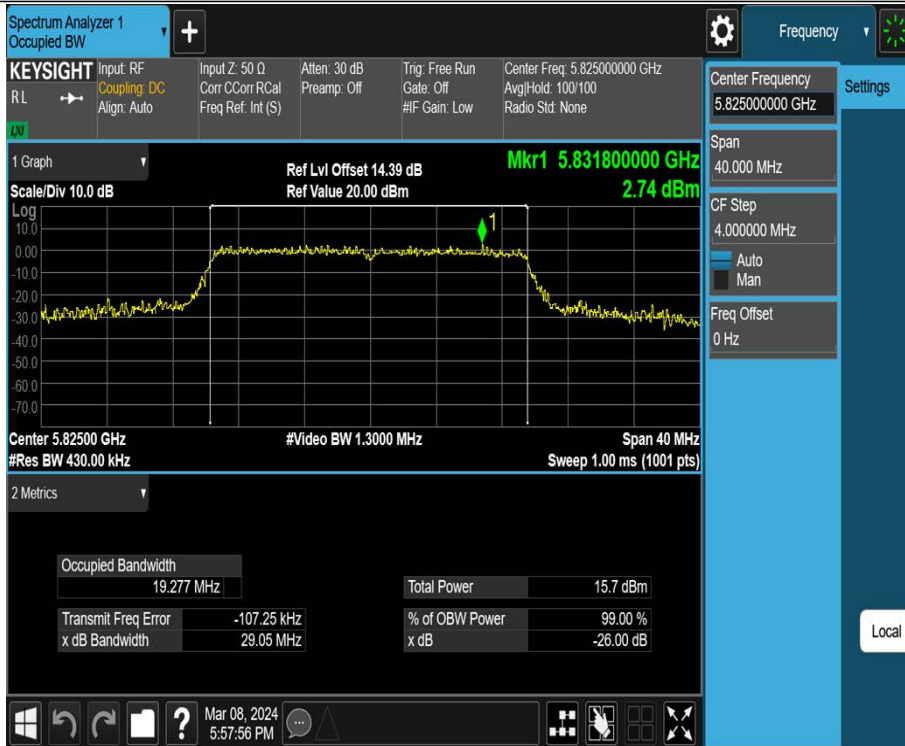 Spectrum Analyzer 1
Occupied BW
+
Frequency
KEYSIGHT
R L
LXI
Input: RF
Coupling: DC
Align: Auto
Input Z: 50 Ω
Corr CCorr RCal
Freq Ref: Int (S)
Atten: 30 dB
Preamp: Off
Trig: Free Run
Gate: Off
#IF Gain: Low
Center Freq: 5.825000000 GHz
Avg|Hold: 100/100
Radio Std: None
Center Frequency
5.825000000 GHz
Settings
Span
40.000 MHz
CF Step
4.000000 MHz
Auto
Man
Freq Offset
0 Hz
Local
1 Graph
Scale/Div 10.0 dB
Ref Lvl Offset 14.39 dB
Ref Value 20.00 dBm
Mkr1 5.831800000 GHz
2.74 dBm
Log
10.0
0.00
-10.0
-20.0
-30.0
-40.0
-50.0
-60.0
-70.0
1
Center 5.82500 GHz
#Video BW 1.3000 MHz
Span 40 MHz
#Res BW 430.00 kHz
Sweep 1.00 ms (1001 pts)
2 Metrics
Occupied Bandwidth
19.277 MHz
Total Power 15.7 dBm
Transmit Freq Error -107.25 kHz
% of OBW Power 99.00 %
x dB Bandwidth 29.05 MHz
x dB -26.00 dB
?
Mar 08, 2024
5:57:56 PM